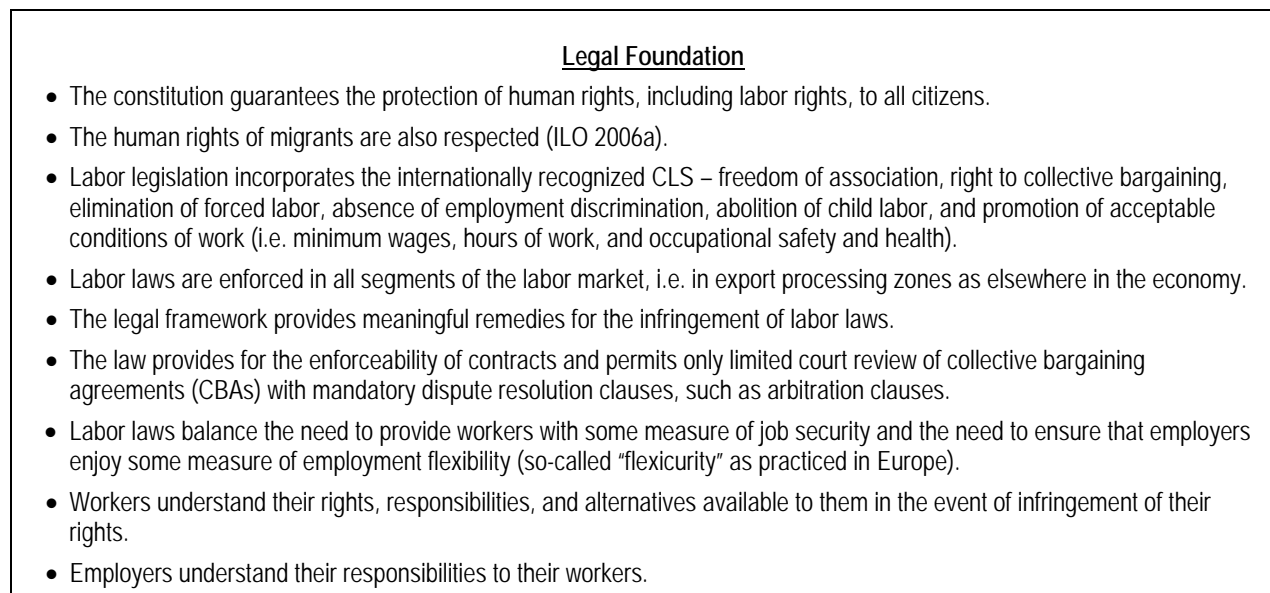 Legal Foundation
• The constitution guarantees the protection of human rights, including labor rights, to all citizens.
• The human rights of migrants are also respected (ILO 2006a).
• Labor legislation incorporates the internationally recognized CLS – freedom of association, right to collective bargaining,
elimination of forced labor, absence of employment discrimination, abolition of child labor, and promotion of acceptable
conditions of work (i.e. minimum wages, hours of work, and occupational safety and health).
• Labor laws are enforced in all segments of the labor market, i.e. in export processing zones as elsewhere in the economy.
• The legal framework provides meaningful remedies for the infringement of labor laws.
• The law provides for the enforceability of contracts and permits only limited court review of collective bargaining
agreements (CBAs) with mandatory dispute resolution clauses, such as arbitration clauses.
• Labor laws balance the need to provide workers with some measure of job security and the need to ensure that employers
enjoy some measure of employment flexibility (so-called “flexicurity” as practiced in Europe).
• Workers understand their rights, responsibilities, and alternatives available to them in the event of infringement of their
rights.
• Employers understand their responsibilities to their workers.